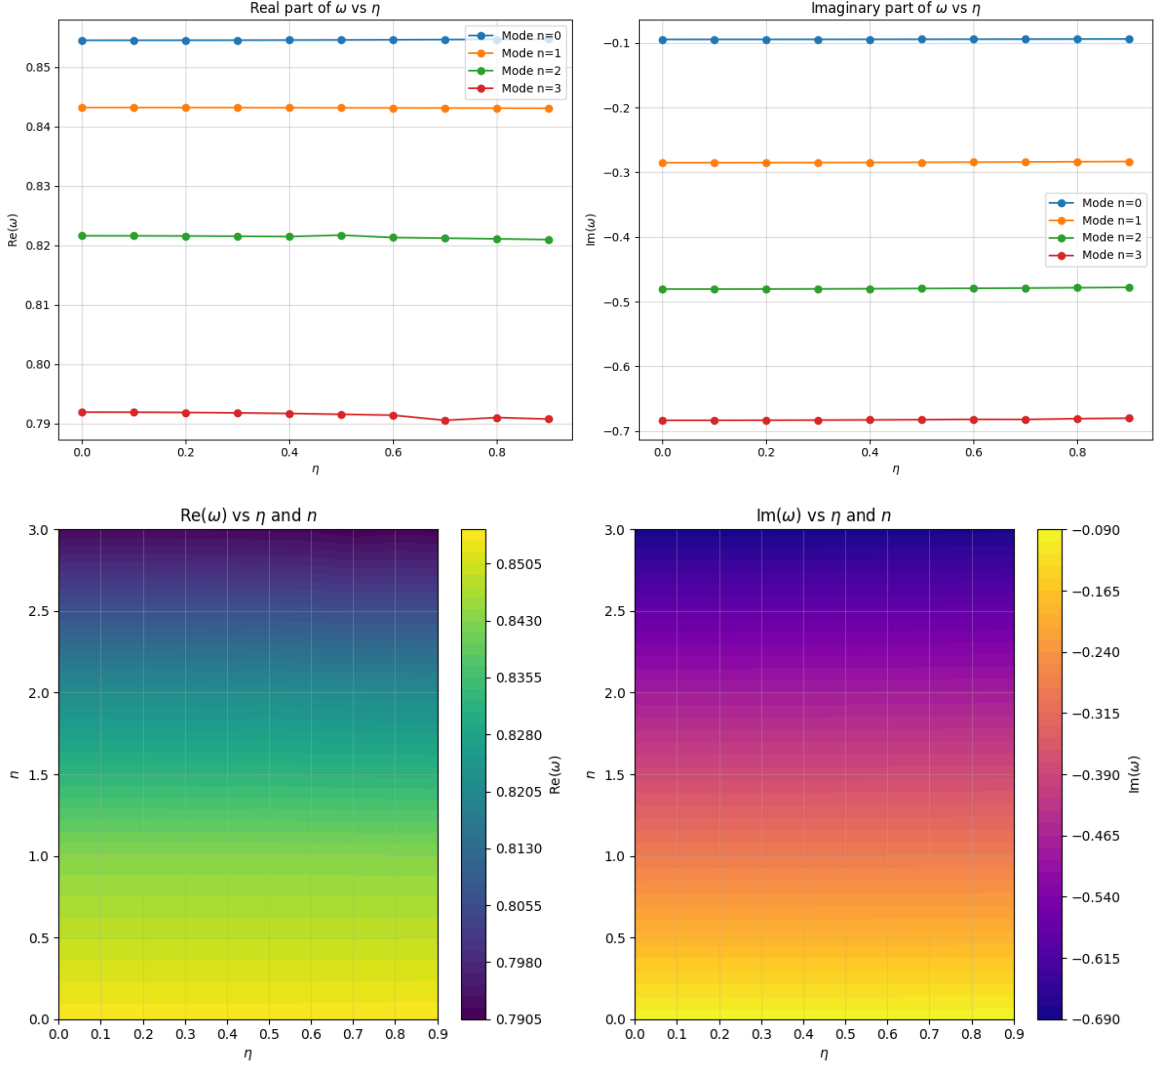 Real part of ω vs η
Re(ω)
0.85
0.84
0.83
0.82
0.81
0.80
0.79
Mode n=0
Mode n=1
Mode n=2
Mode n=3
0.0 0.2 0.4 0.6 0.8
η
Imaginary part of ω vs η
Im(ω)
−0.1
−0.2
−0.3
−0.4
−0.5
−0.6
−0.7
Mode n=0
Mode n=1
Mode n=2
Mode n=3
0.0 0.2 0.4 0.6 0.8
η
Re(ω) vs η and n
n
3.0
2.5
2.0
1.5
1.0
0.5
0.0
0.0 0.1 0.2 0.3 0.4 0.5 0.6 0.7 0.8 0.9
η
0.8505
0.8430
0.8355
0.8280
0.8205
0.8130
0.8055
0.7980
0.7905
Re(ω)
Im(ω) vs η and n
n
3.0
2.5
2.0
1.5
1.0
0.5
0.0
0.0 0.1 0.2 0.3 0.4 0.5 0.6 0.7 0.8 0.9
η
−0.090
−0.165
−0.240
−0.315
−0.390
−0.465
−0.540
−0.615
−0.690
Im(ω)